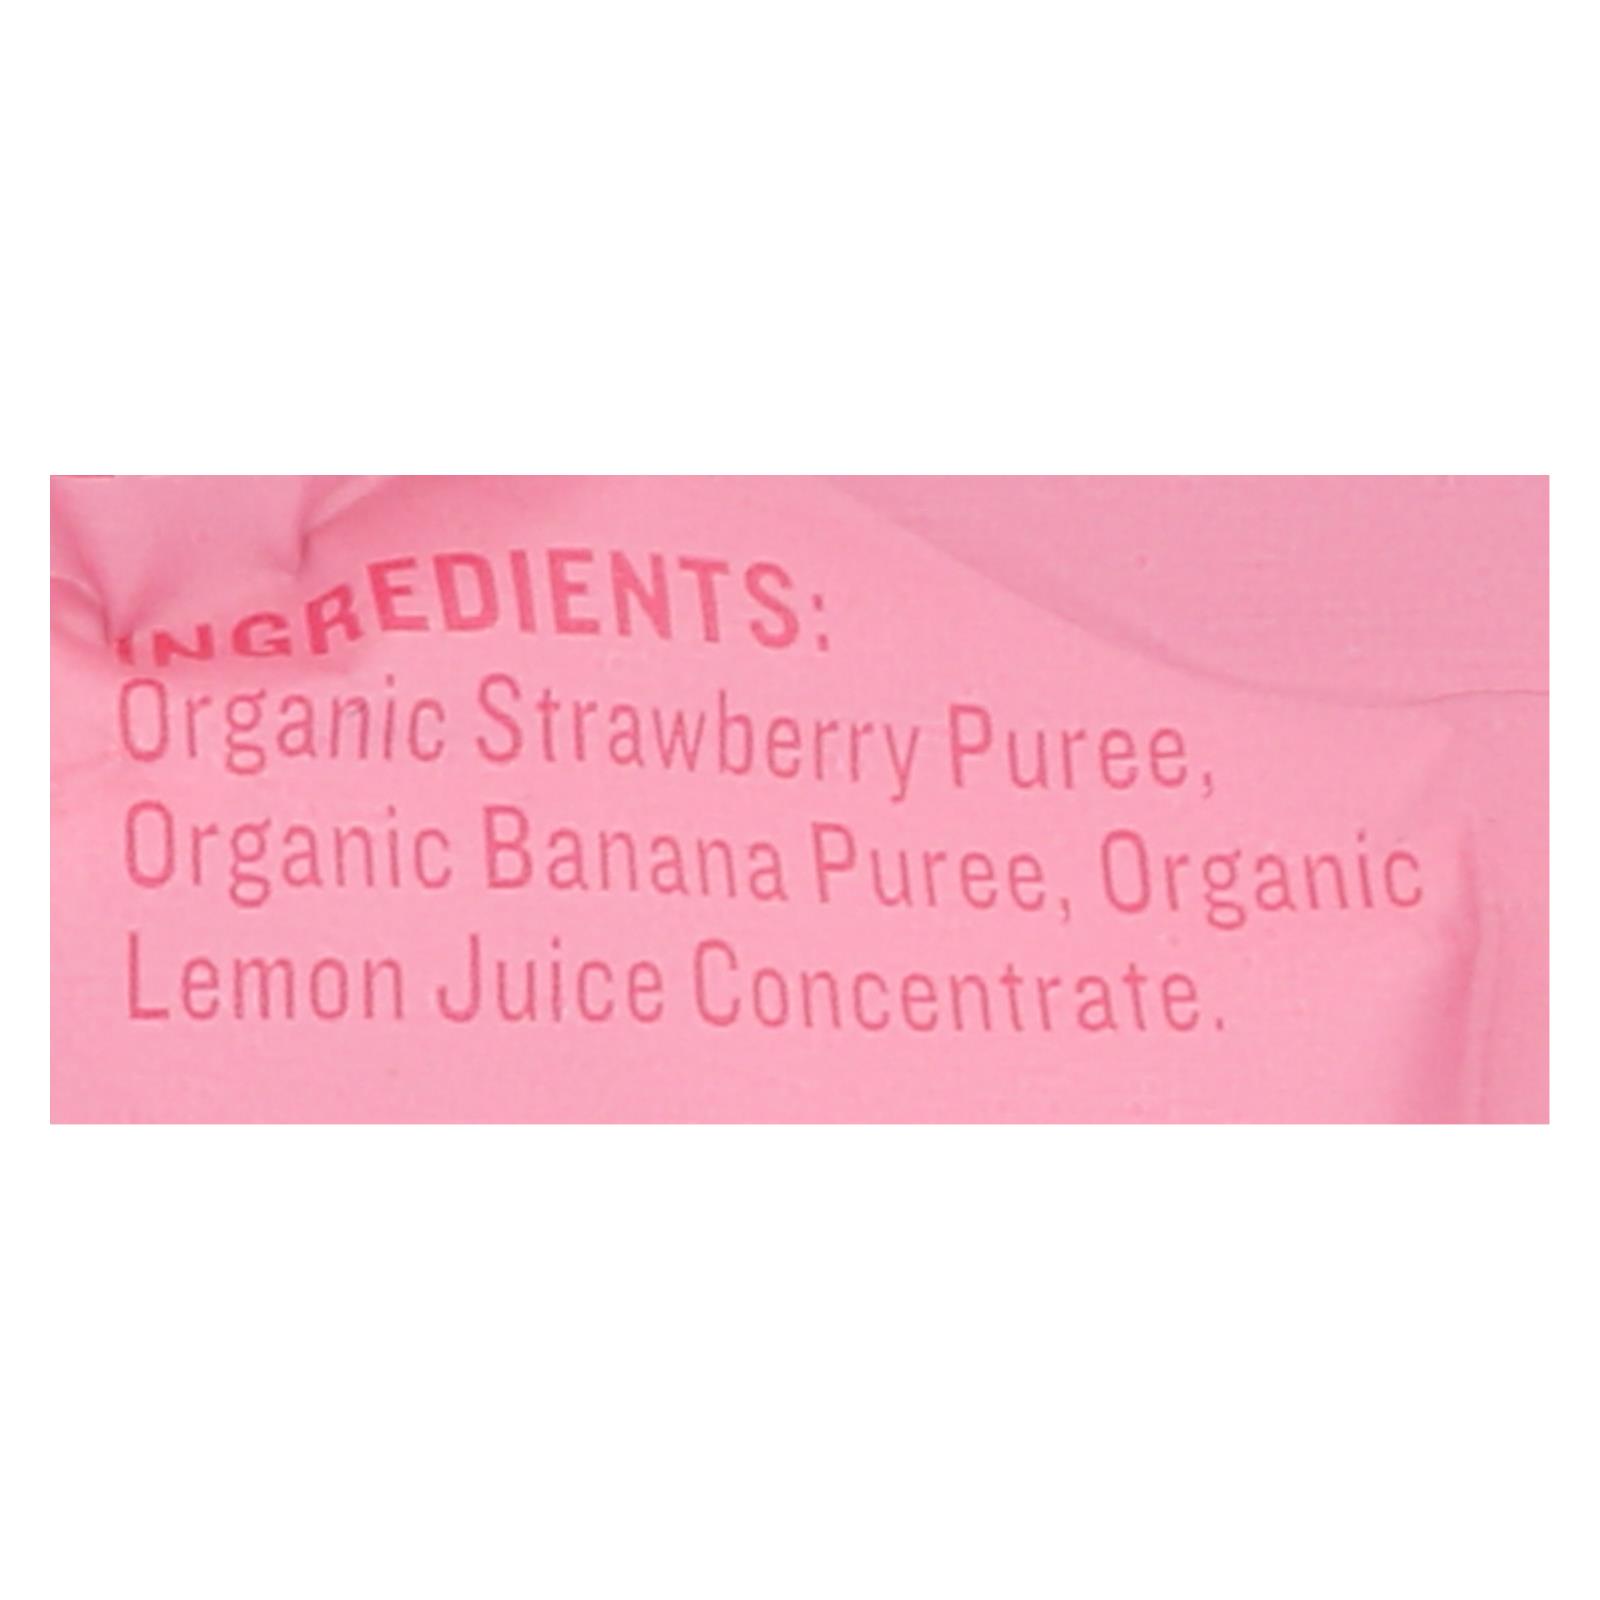 INGREDIENTS:
Organic Strawberry Puree,
Organic Banana Puree, Organic
Lemon Juice Concentrate.